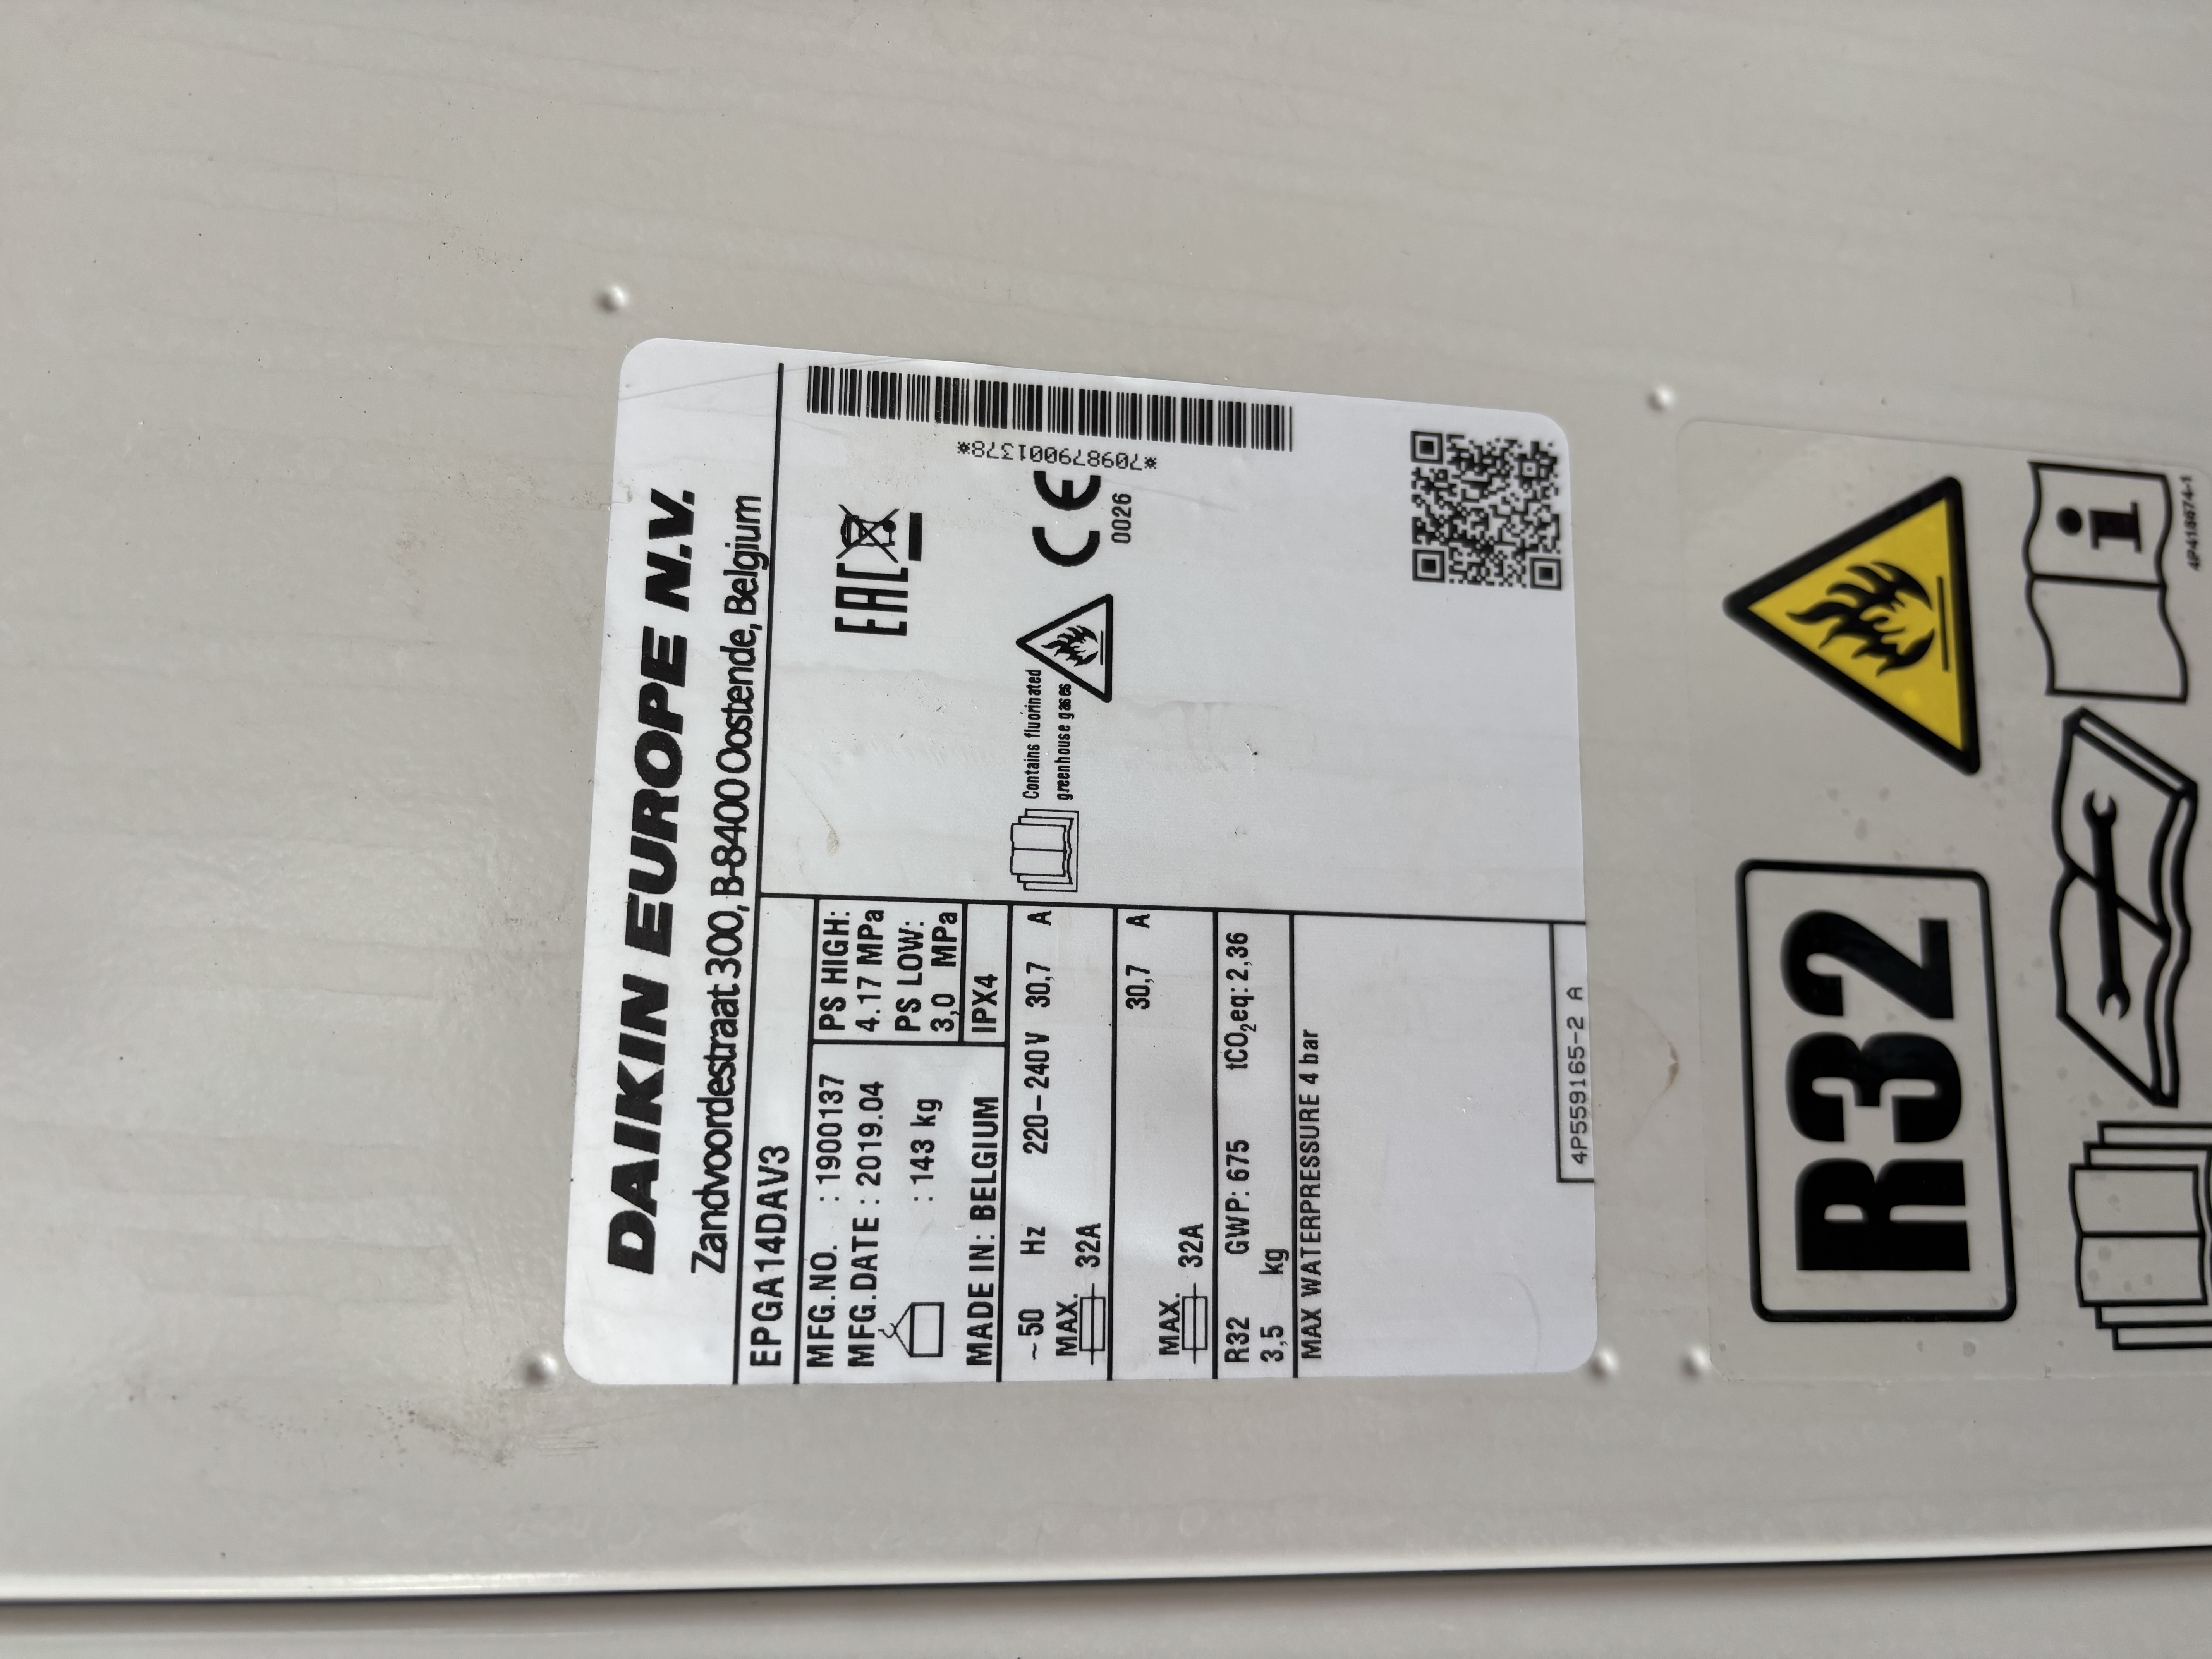 DAIKIN EUROPE N.V.
Zandvoordestraat 300, B-8400 Oostende, Belgium
EPGA14DAV3
MFG.NO. : 1900137
MFG.DATE : 2019.04
: 143 kg
MADE IN: BELGIUM
PS HIGH:
4.17 MPa
PS LOW:
3,0 MPa
IPX4
~ 50 Hz 220-240V 30,7 A
MAX. 32A
30,7 A
MAX. 32A
R32 GWP: 675 tCO₂eq: 2,36
3,5 kg
MAX WATERPRESSURE 4 bar
4P559165-2 A
EAC
*709879001378*
Contains fluorinated
greenhouse gases
CE
0026
R32
i
4P418674-1